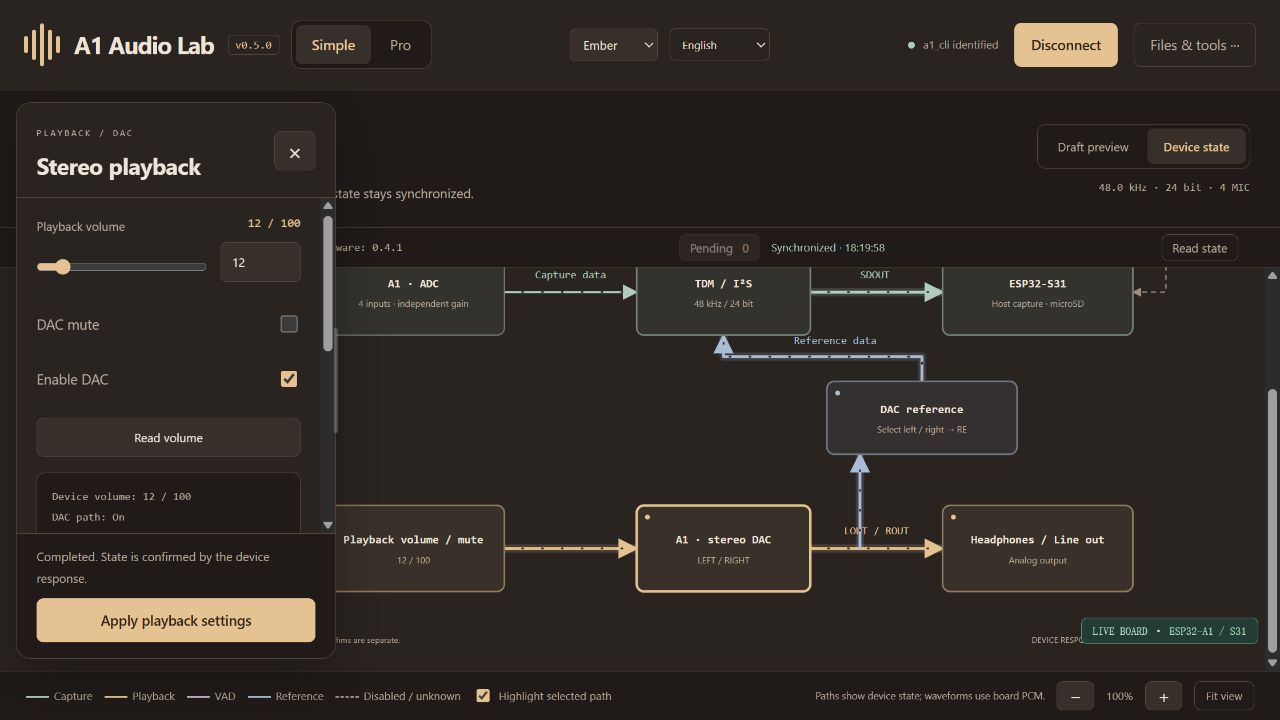 A1 Audio Lab
v0.5.0
Simple
Pro
Ember
English
a1_cli identified
Disconnect
Files & tools ···
PLAYBACK / DAC
Stereo playback
×
Draft preview
Device state
state stays synchronized.
48.0 kHz · 24 bit · 4 MIC
ware: 0.4.1
Pending 0
Synchronized · 18:19:58
Read state
Playback volume
12 / 100
12
DAC mute
Enable DAC
Read volume
Device volume: 12 / 100
DAC path: On
Completed. State is confirmed by the device
response.
Apply playback settings
A1 · ADC
4 inputs · independent gain
Capture data
TDM / I²S
48 kHz / 24 bit
SDOUT
ESP32-S31
Host capture · microSD
Reference data
DAC reference
Select left / right → RE
Playback volume / mute
12 / 100
A1 · stereo DAC
LEFT / RIGHT
LOUT / ROUT
Headphones / Line out
Analog output
hms are separate.
DEVICE RESP
LIVE BOARD • ESP32-A1 / S31
Capture
Playback
VAD
Reference
Disabled / unknown
Highlight selected path
Paths show device state; waveforms use board PCM.
−
100%
+
Fit view